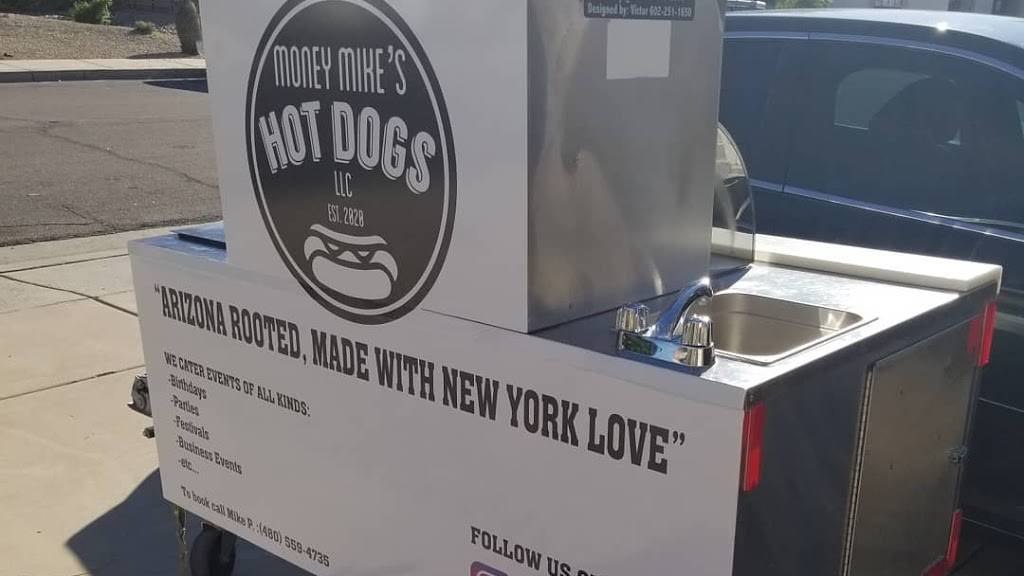 Designed by: Victor 602-251-1650
MONEY MIKE'S
HOT DOGS
LLC
EST. 2020
"ARIZONA ROOTED, MADE WITH NEW YORK LOVE"
WE CATER EVENTS OF ALL KINDS:
-Birthdays
-Parties
-Festivals
-Business Events
-etc...
To book call Mike P. :(480) 559-4735
FOLLOW US